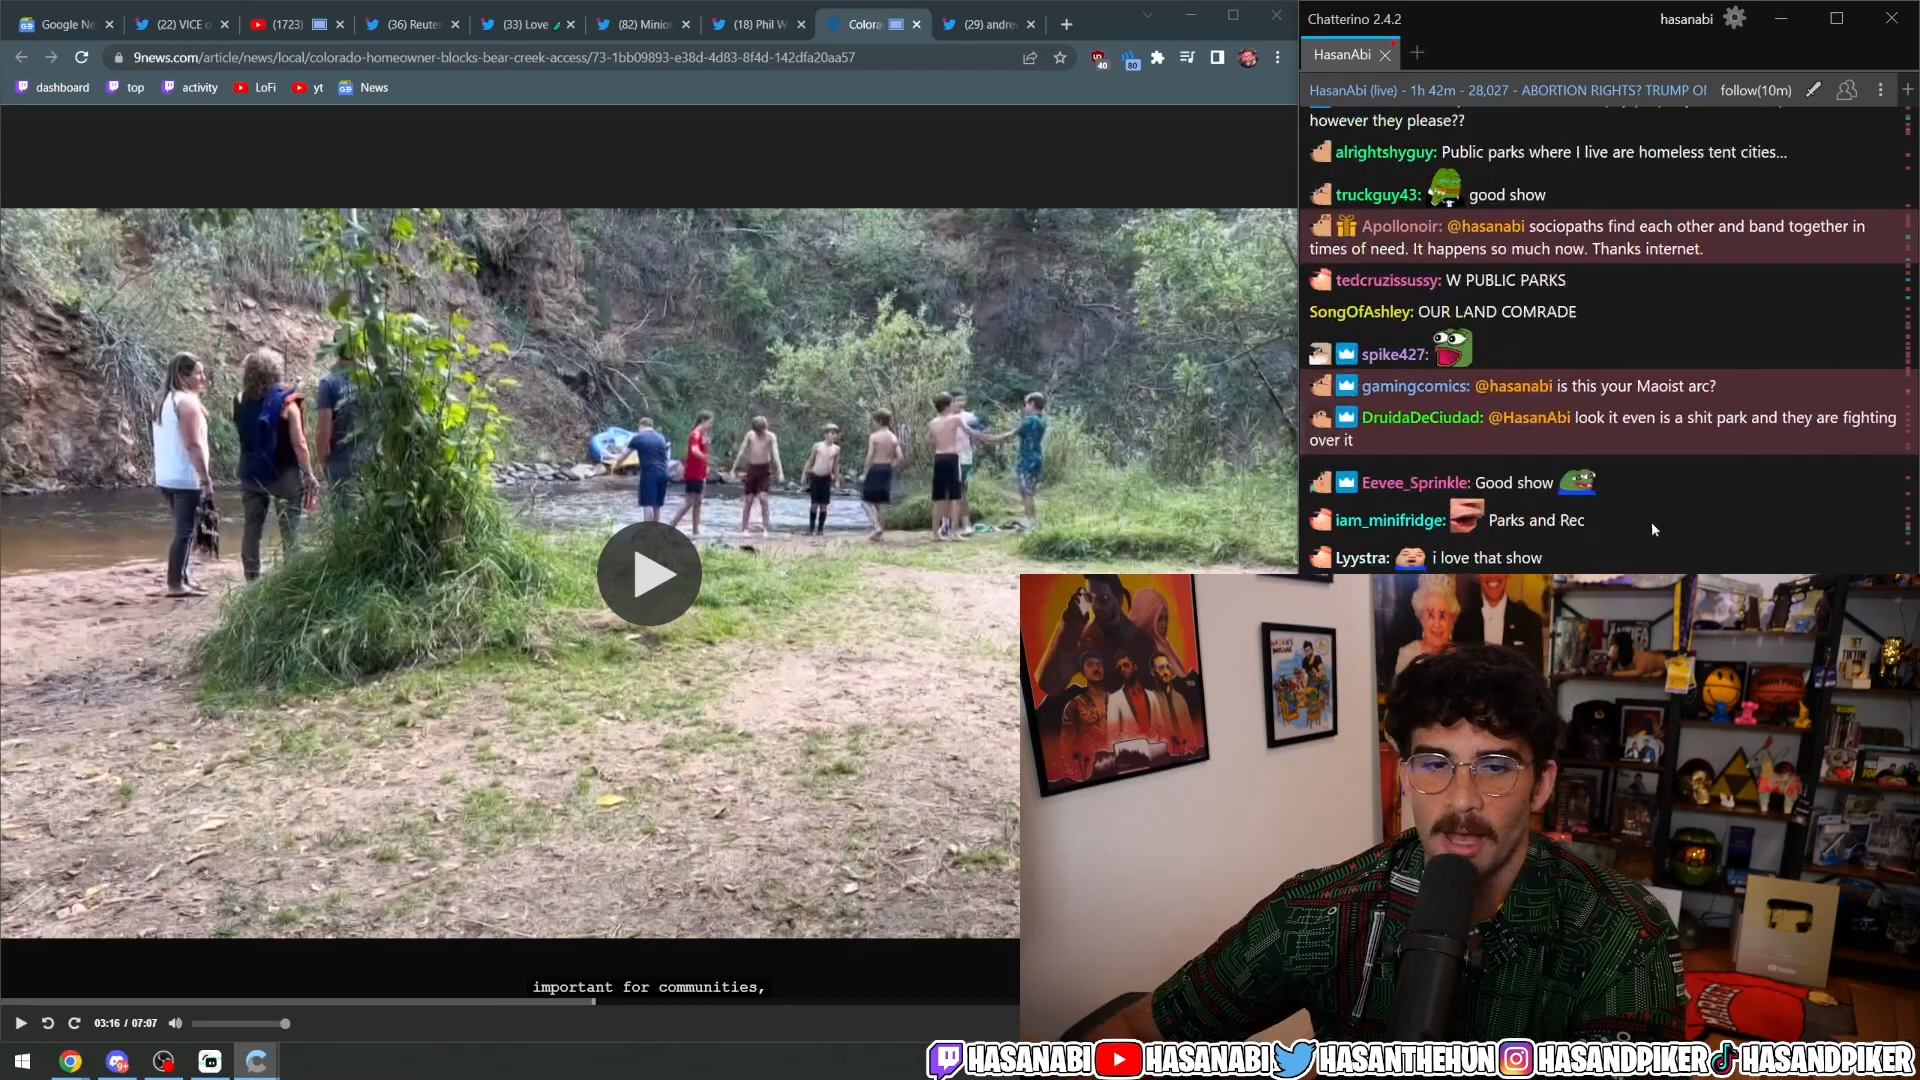 Google Ne
(22) VICE o
(1723)
(36) Reuter
(33) Love
(82) Minio
(18) Phil W
Colora
(29) andre
9news.com/article/news/local/colorado-homeowner-blocks-bear-creek-access/73-1bb09893-e38d-4d83-8f4d-142dfa20aa57
40
80
dashboard
top
activity
LoFi
yt
News
Chatterino 2.4.2
hasanabi
HasanAbi
HasanAbi (live) - 1h 42m - 28,027 - ABORTION RIGHTS? TRUMP O
follow(10m)
however they please??
alrightshyguy: Public parks where I live are homeless tent cities...
truckguy43: good show
Apollonoir: @hasanabi sociopaths find each other and band together in
times of need. It happens so much now. Thanks internet.
tedcruzissussy: W PUBLIC PARKS
SongOfAshley: OUR LAND COMRADE
spike427:
gamingcomics: @hasanabi is this your Maoist arc?
DruidaDeCiudad: @HasanAbi look it even is a shit park and they are fighting
over it
Eevee_Sprinkle: Good show
iam_minifridge: Parks and Rec
Lyystra: i love that show
important for communities,
03:16 / 07:07
HASANABI
HASANABI
HASANTHEHUN
HASANDPIKER
HASANDPIKER